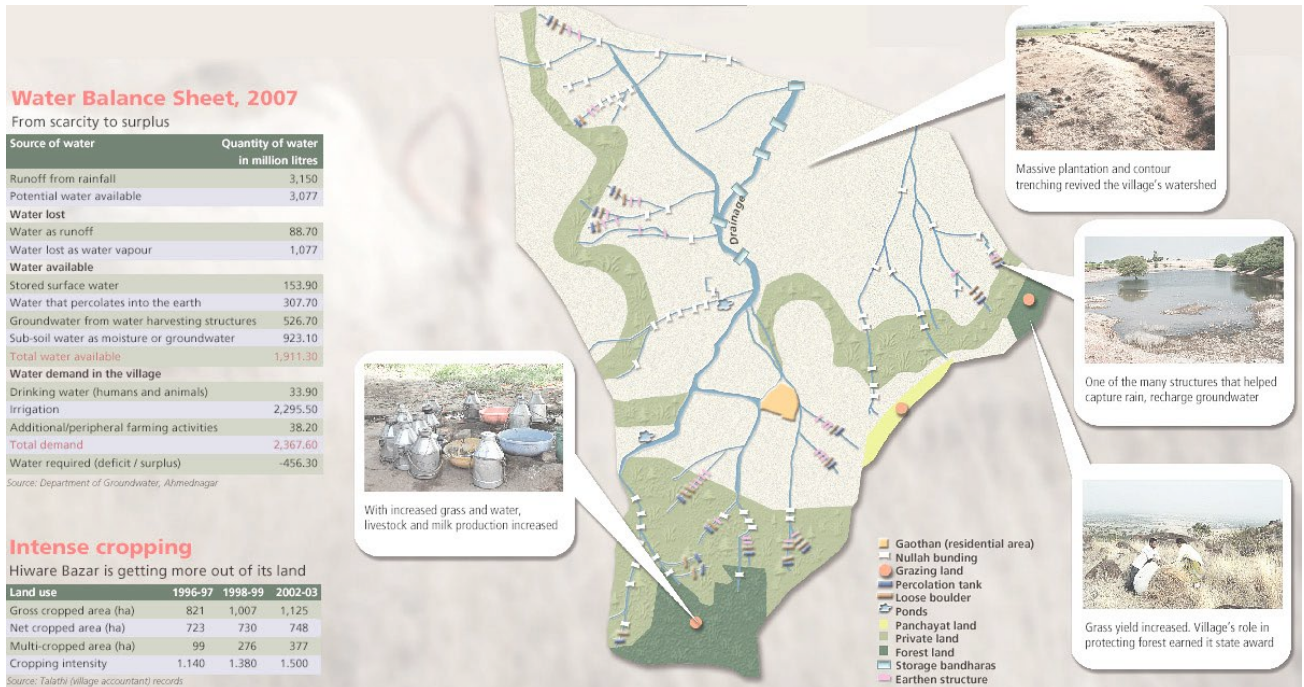 Water Balance Sheet, 2007
From scarcity to surplus
Source of water Quantity of water
in million litres
Runoff from rainfall 3,150
Potential water available 3,077
Water lost
Water as runoff 88.70
Water lost as water vapour 1,077
Water available
Stored surface water 153.90
Water that percolates into the earth 307.70
Groundwater from water harvesting structures 526.70
Sub-soil water as moisture or groundwater 923.10
Total water available 1,911.30
Water demand in the village
Drinking water (humans and animals) 33.90
Irrigation 2,295.50
Additional/peripheral farming activities 38.20
Total demand 2,367.60
Water required (deficit / surplus) -456.30
Source: Department of Groundwater, Ahmednagar
Intense cropping
Hiware Bazar is getting more out of its land
Land use 1996-97 1998-99 2002-03
Gross cropped area (ha) 821 1,007 1,125
Net cropped area (ha) 723 730 748
Multi-cropped area (ha) 99 276 377
Cropping intensity 1.140 1.380 1.500
Source: Talathi (village accountant) records
Drainage
With increased grass and water,
livestock and milk production increased
Massive plantation and contour
trenching revived the village's watershed
One of the many structures that helped
capture rain, recharge groundwater
Grass yield increased. Village's role in
protecting forest earned it state award
Gaothan (residential area)
Nullah bunding
Grazing land
Percolation tank
Loose boulder
Ponds
Panchayat land
Private land
Forest land
Storage bandharas
Earthen structure